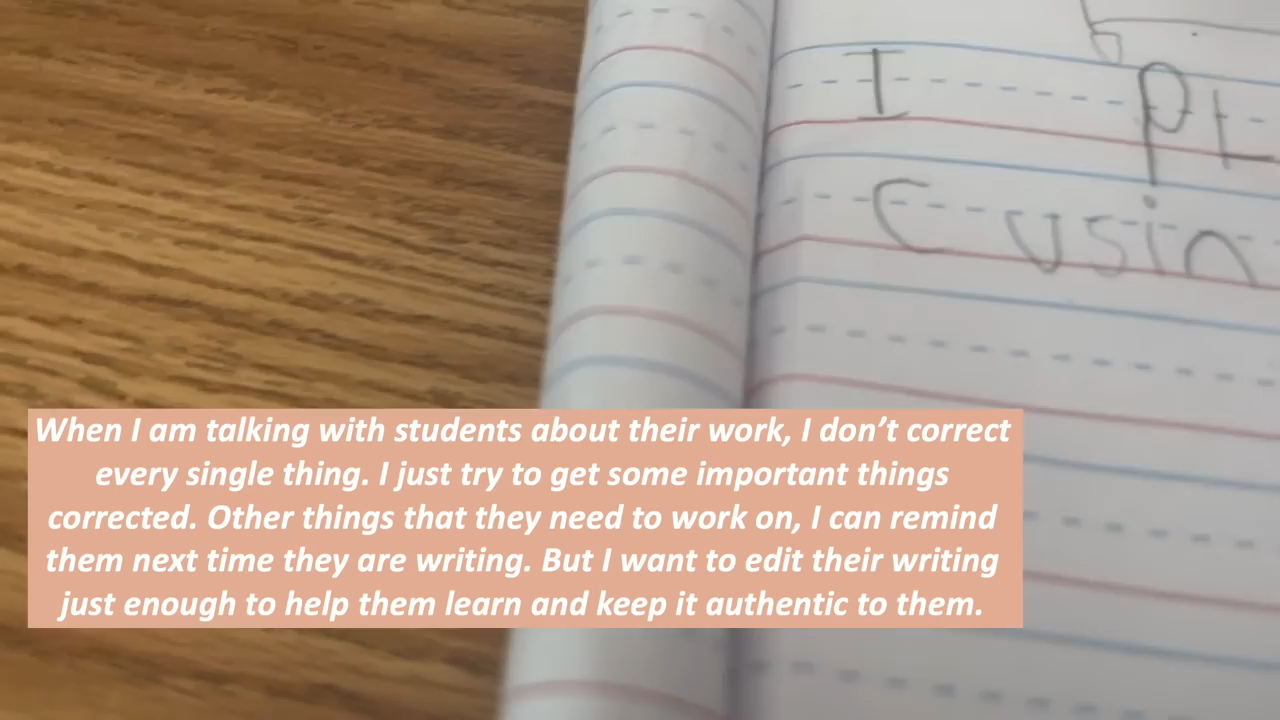 I PL
Cusin
When I am talking with students about their work, I don't correct
every single thing. I just try to get some important things
corrected. Other things that they need to work on, I can remind
them next time they are writing. But I want to edit their writing
just enough to help them learn and keep it authentic to them.